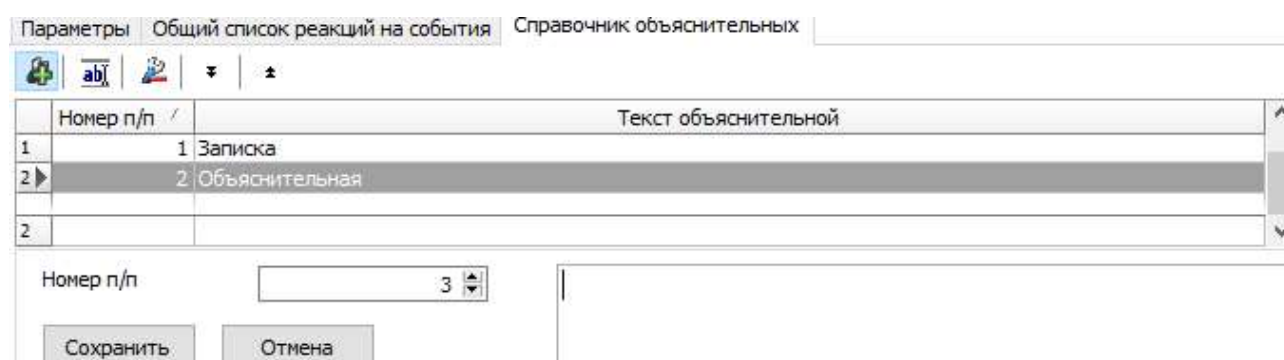 Параметры Общий список реакций на события Справочник объяснительных
abI
Номер п/п Текст объяснительной
1 1 Записка
2 2 Объяснительная
2
Номер п/п 3
Сохранить Отмена